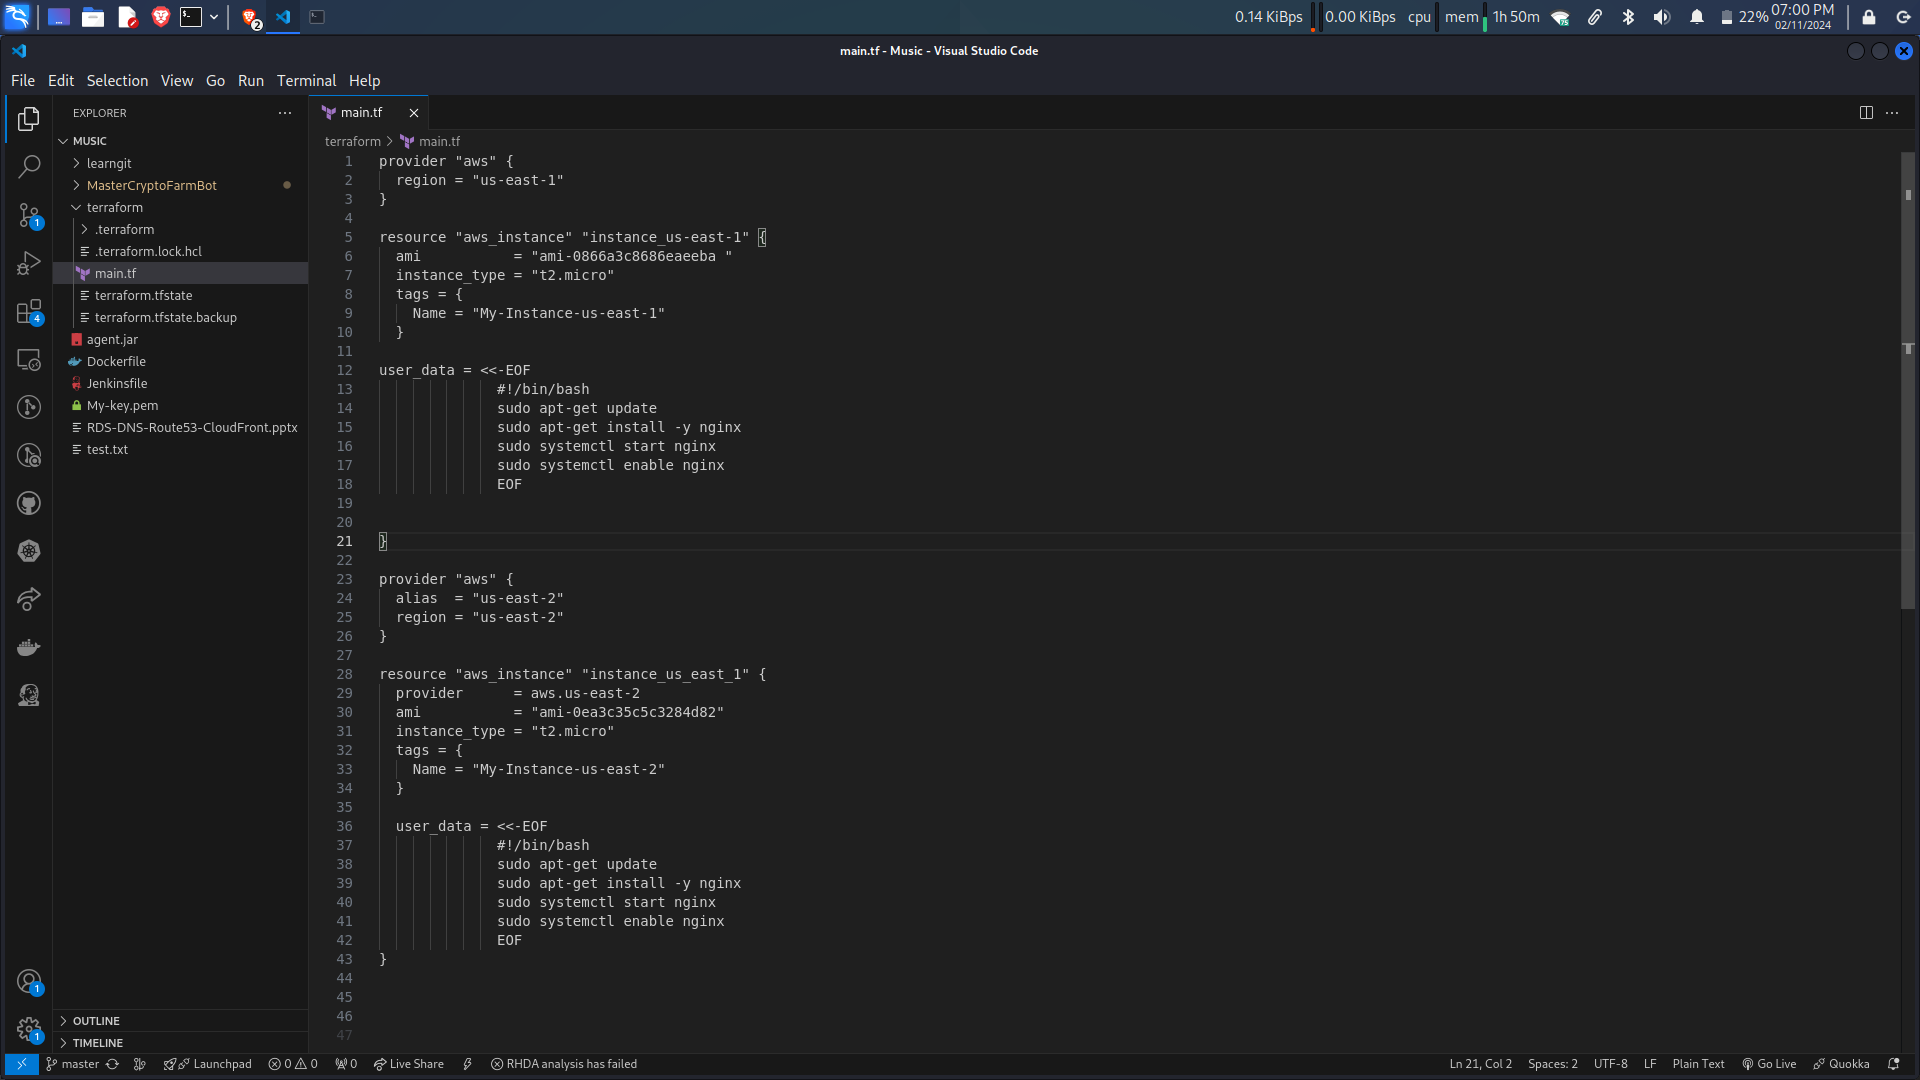 0.14 KiBps 0.00 KiBps cpu mem 1h 50m 22% 07:00 PM
02/11/2024
2
main.tf - Music - Visual Studio Code
File Edit Selection View Go Run Terminal Help
EXPLORER
MUSIC
learngit
MasterCryptoFarmBot
terraform
.terraform
.terraform.lock.hcl
main.tf
terraform.tfstate
terraform.tfstate.backup
agent.jar
Dockerfile
Jenkinsfile
My-key.pem
RDS-DNS-Route53-CloudFront.pptx
test.txt
OUTLINE
TIMELINE
1
4
1
1
main.tf
terraform > main.tf
1 provider "aws" {
2 region = "us-east-1"
3 }
4
5 resource "aws_instance" "instance_us-east-1" {
6 ami = "ami-0866a3c8686eaeeba "
7 instance_type = "t2.micro"
8 tags = {
9 Name = "My-Instance-us-east-1"
10 }
11
12 user_data = <<-EOF
13 #!/bin/bash
14 sudo apt-get update
15 sudo apt-get install -y nginx
16 sudo systemctl start nginx
17 sudo systemctl enable nginx
18 EOF
19
20
21 }
22
23 provider "aws" {
24 alias = "us-east-2"
25 region = "us-east-2"
26 }
27
28 resource "aws_instance" "instance_us_east_1" {
29 provider = aws.us-east-2
30 ami = "ami-0ea3c35c5c3284d82"
31 instance_type = "t2.micro"
32 tags = {
33 Name = "My-Instance-us-east-2"
34 }
35
36 user_data = <<-EOF
37 #!/bin/bash
38 sudo apt-get update
39 sudo apt-get install -y nginx
40 sudo systemctl start nginx
41 sudo systemctl enable nginx
42 EOF
43 }
44
45
46
47
master Launchpad 0 0 0 Live Share RHDA analysis has failed Ln 21, Col 2 Spaces: 2 UTF-8 LF Plain Text Go Live Quokka